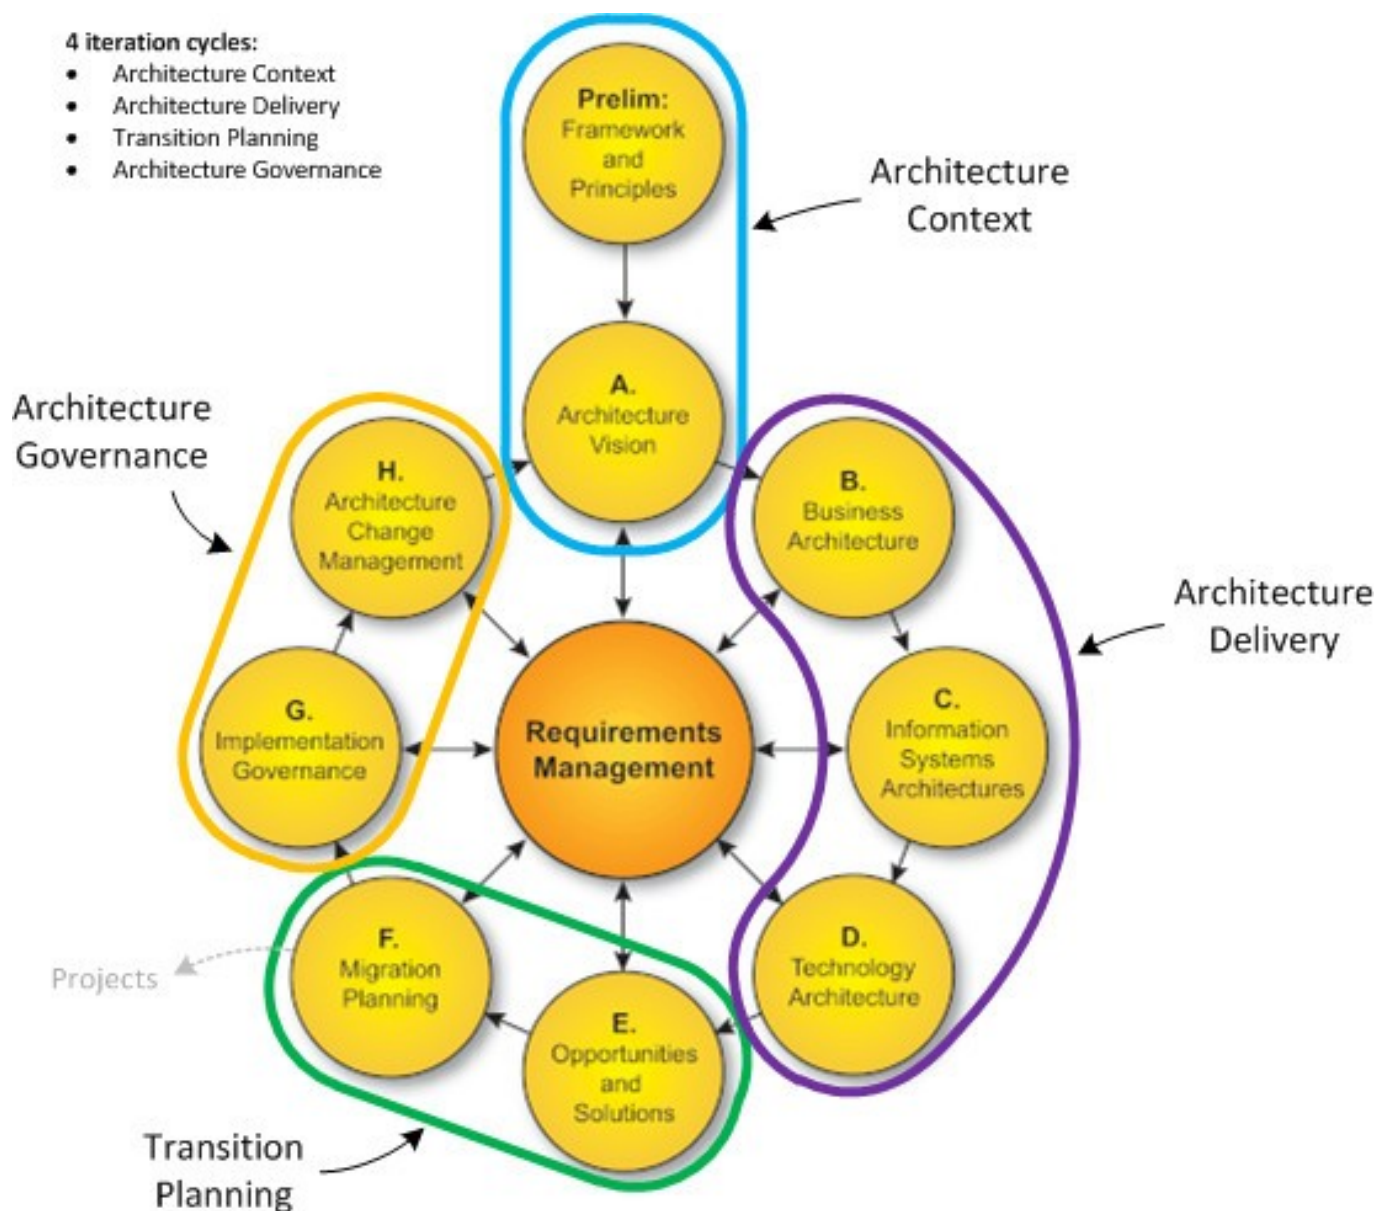 4 iteration cycles:
• Architecture Context
• Architecture Delivery
• Transition Planning
• Architecture Governance
Prelim:
Framework
and
Principles
Architecture
Context
A.
Architecture
Vision
Architecture
Governance
H.
Architecture
Change
Management
B.
Business
Architecture
Architecture
Delivery
G.
Implementation
Governance
Requirements
Management
C.
Information
Systems
Architectures
F.
Migration
Planning
D.
Technology
Architecture
Projects
E.
Opportunities
and
Solutions
Transition
Planning